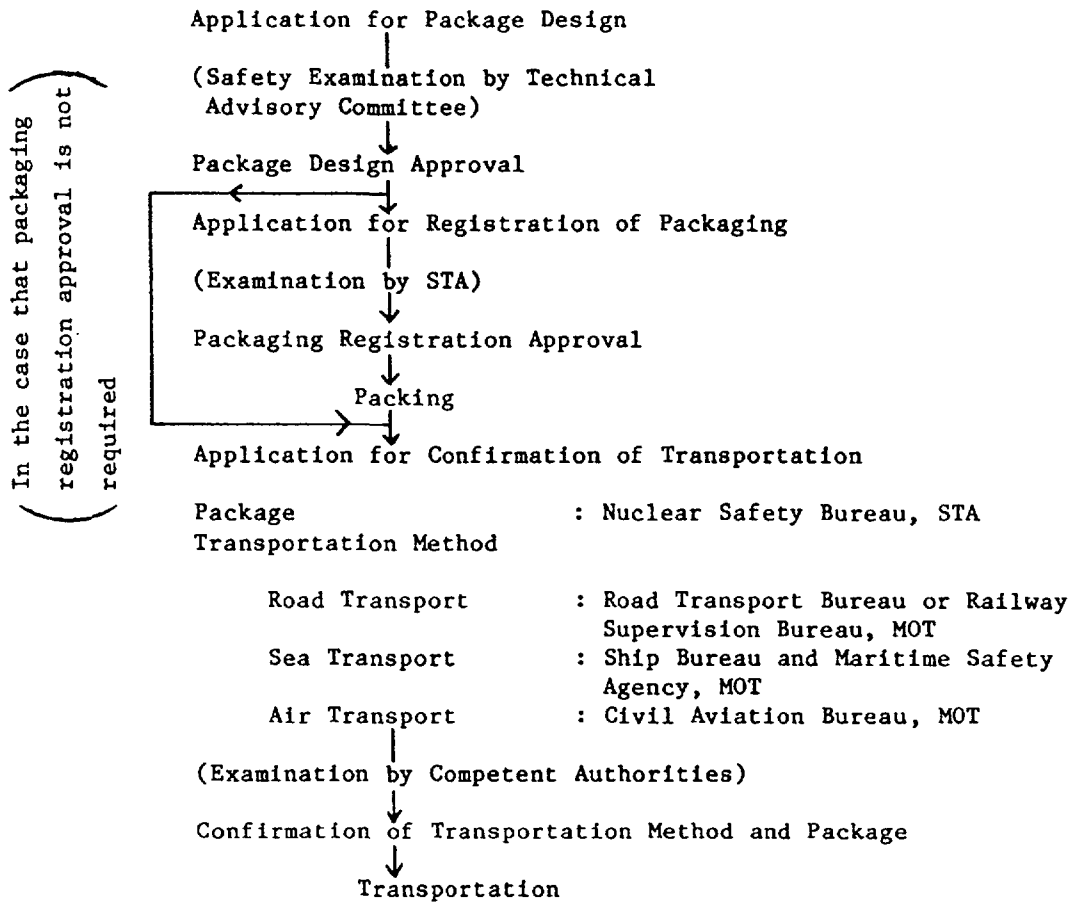 Application for Package Design
(Safety Examination by Technical
Advisory Committee)
Package Design Approval
In the case that packaging
registration approval is not
required
Application for Registration of Packaging
(Examination by STA)
Packaging Registration Approval
Packing
Application for Confirmation of Transportation
Package : Nuclear Safety Bureau, STA
Transportation Method
Road Transport : Road Transport Bureau or Railway
Supervision Bureau, MOT
Sea Transport : Ship Bureau and Maritime Safety
Agency, MOT
Air Transport : Civil Aviation Bureau, MOT
(Examination by Competent Authorities)
Confirmation of Transportation Method and Package
Transportation